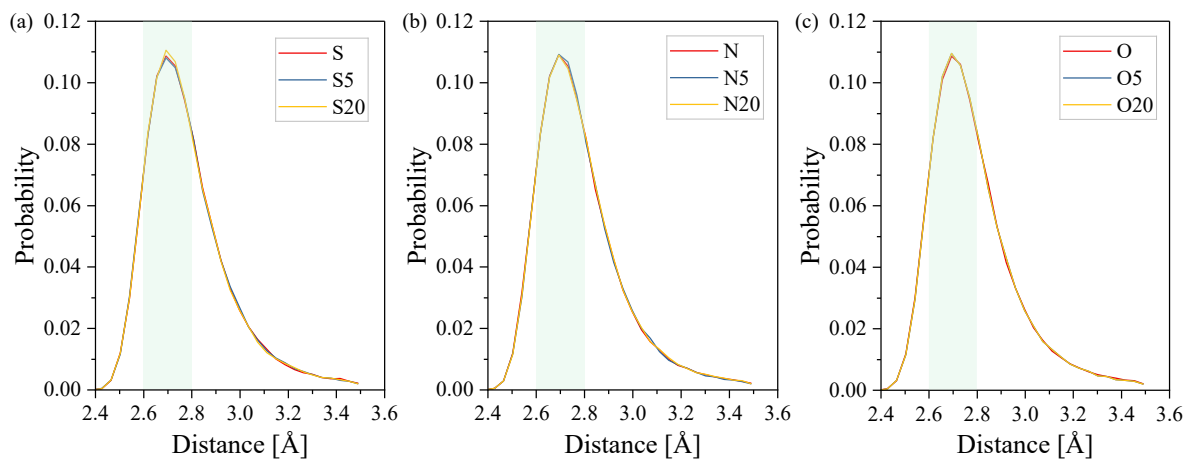 (a)
0.12
0.10
0.08
0.06
0.04
0.02
0.00
Probability
S
S5
S20
2.4 2.6 2.8 3.0 3.2 3.4 3.6
Distance [Å]
(b)
0.12
0.10
0.08
0.06
0.04
0.02
0.00
Probability
N
N5
N20
2.4 2.6 2.8 3.0 3.2 3.4 3.6
Distance [Å]
(c)
0.12
0.10
0.08
0.06
0.04
0.02
0.00
Probability
O
O5
O20
2.4 2.6 2.8 3.0 3.2 3.4 3.6
Distance [Å]